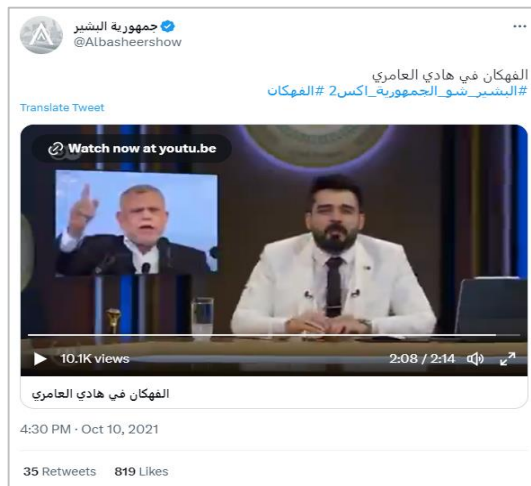 جمهورية البشير
@Albasheershow
الفهكان في هادي العامري
#البشير_شو_الجمهورية_اكس2 #الفهكان
Translate Tweet
Watch now at youtu.be
10.1K views
2:08 / 2:14
الفهكان في هادي العامري
4:30 PM · Oct 10, 2021
35 Retweets 819 Likes